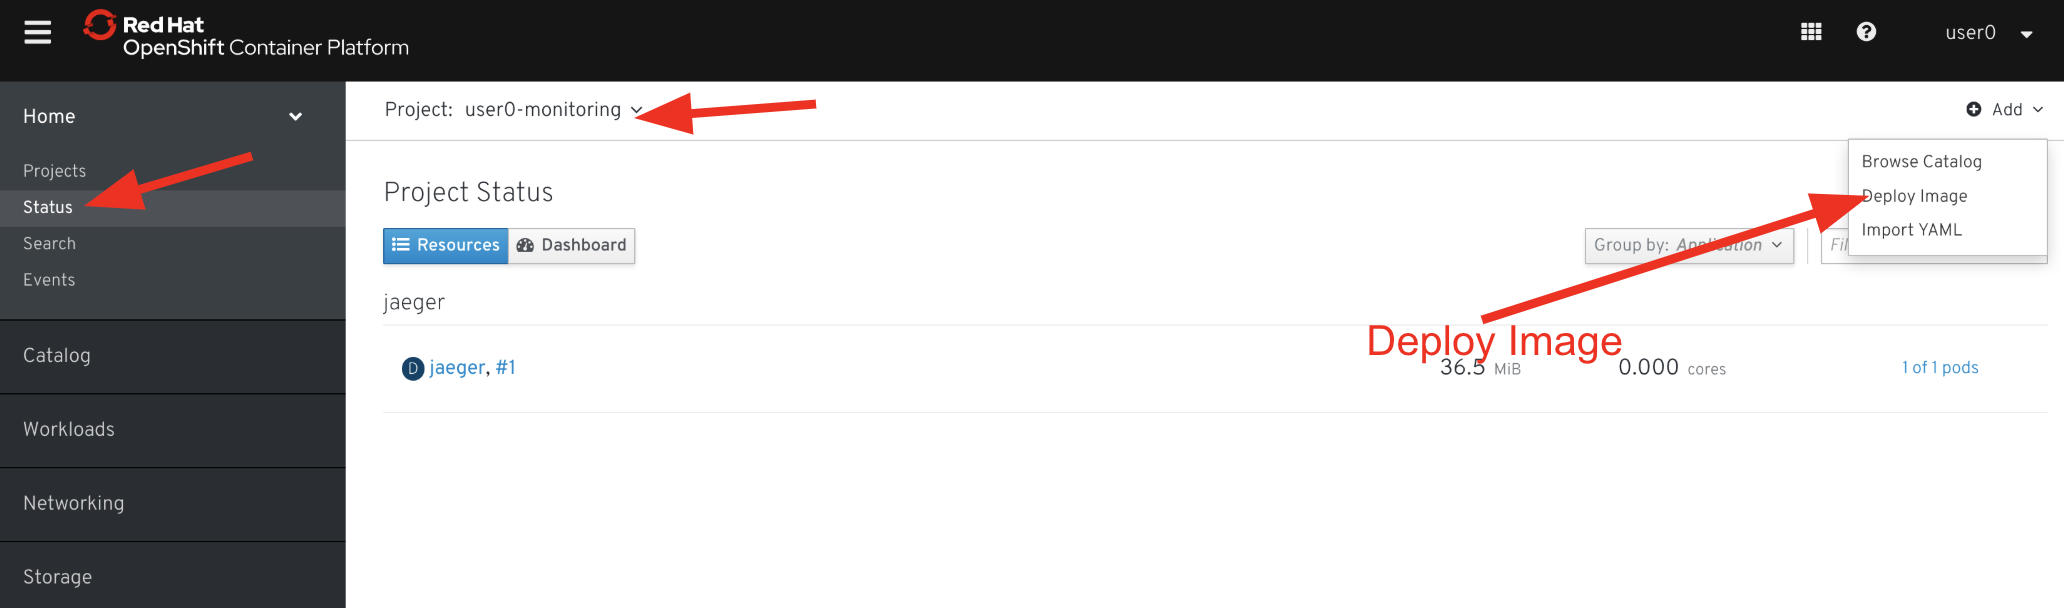 Red Hat
OpenShift Container Platform
user0
Home
Projects
Status
Search
Events
Catalog
Workloads
Networking
Storage
Project: user0-monitoring
Add
Browse Catalog
Deploy Image
Import YAML
Project Status
Resources
Dashboard
Group by: Application
Fil
jaeger
Deploy Image
D jaeger, #1
36.5 MiB
0.000 cores
1 of 1 pods